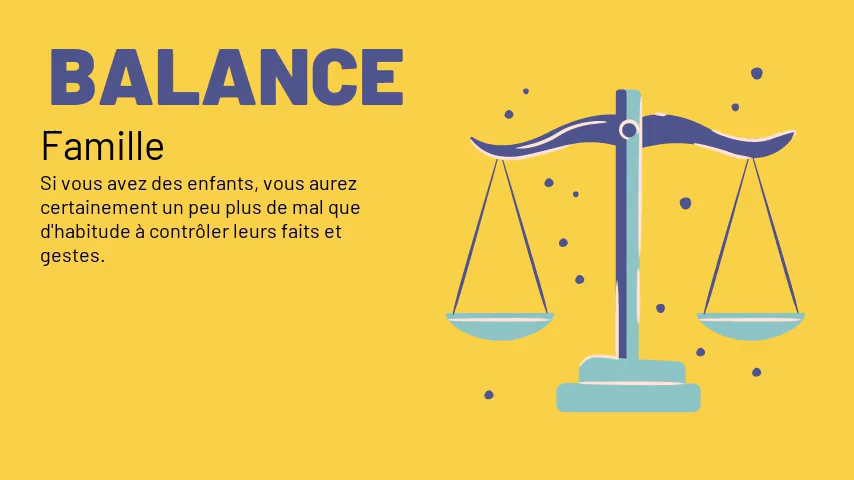 BALANCE
Famille
Si vous avez des enfants, vous aurez
certainement un peu plus de mal que
d'habitude à contrôler leurs faits et
gestes.